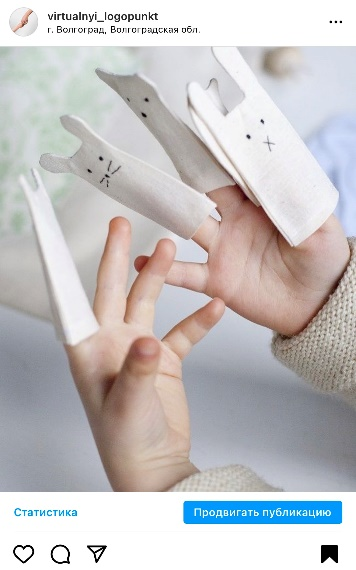 virtualnyi_logopunkt
г. Волгоград, Волгоградская обл.
Статистика
Продвигать публикацию